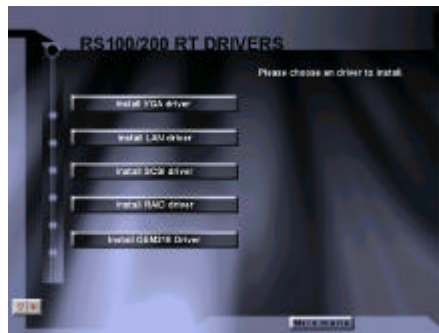 RS100/200 RT DRIVERS
Please choose an driver to install.
Install VGA driver
Install LAN driver
Install SCSI driver
Install RAID driver
Install GEM318 Driver